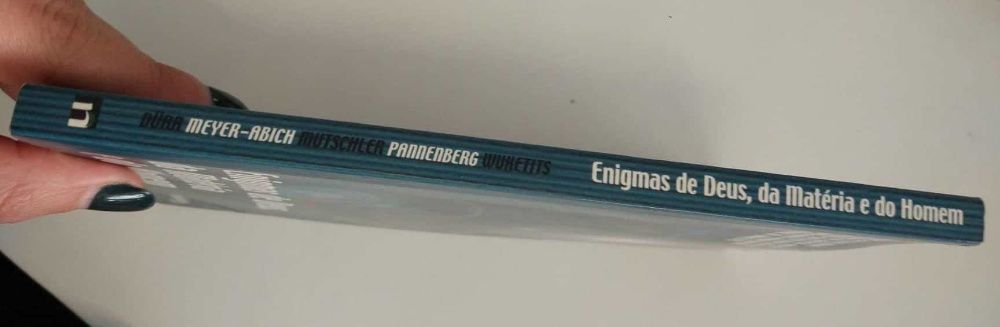 n
DÜRR MEYER-ABICH MUTSCHLER PANNENBERG WUKETITS Enigmas de Deus, da Matéria e do Homem